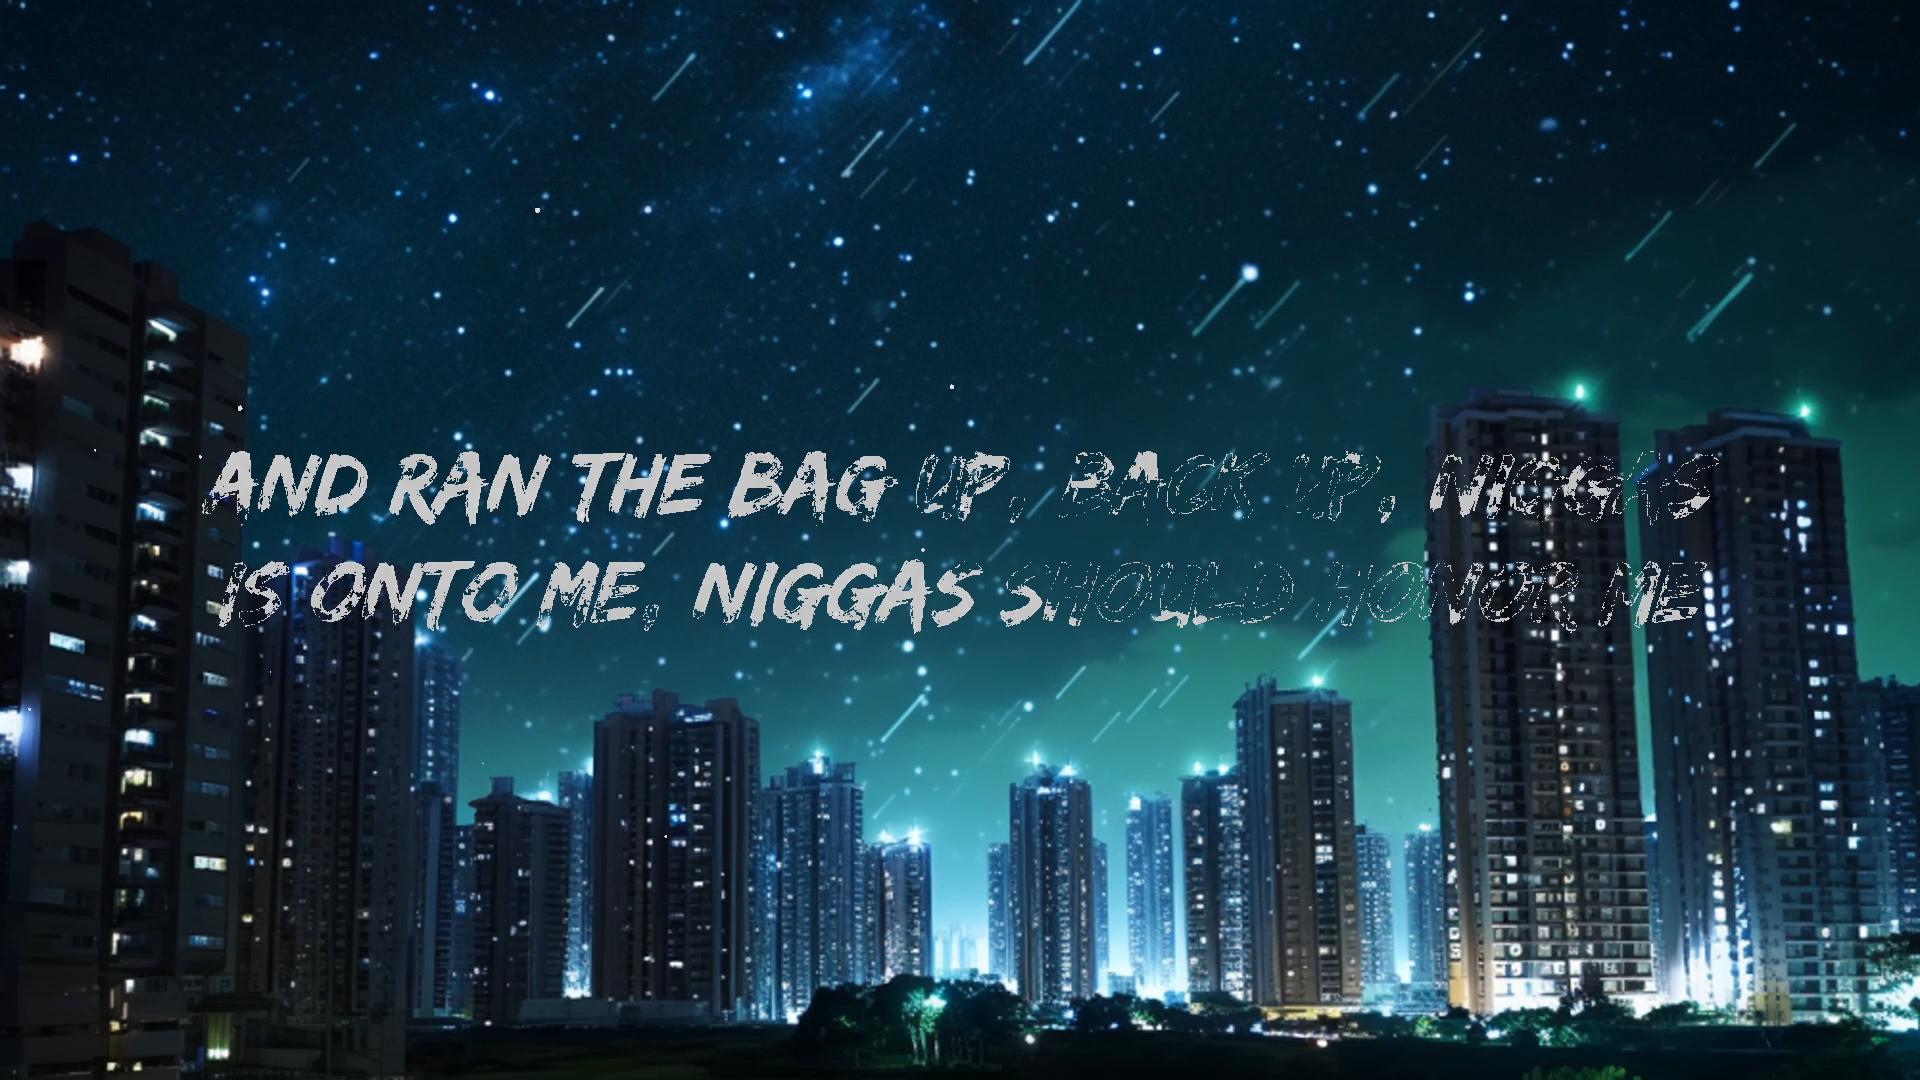 AND RAN THE BAG UP, BACK UP, NIGGAS
IS ONTO ME, NIGGAS SHOULD HONOR ME